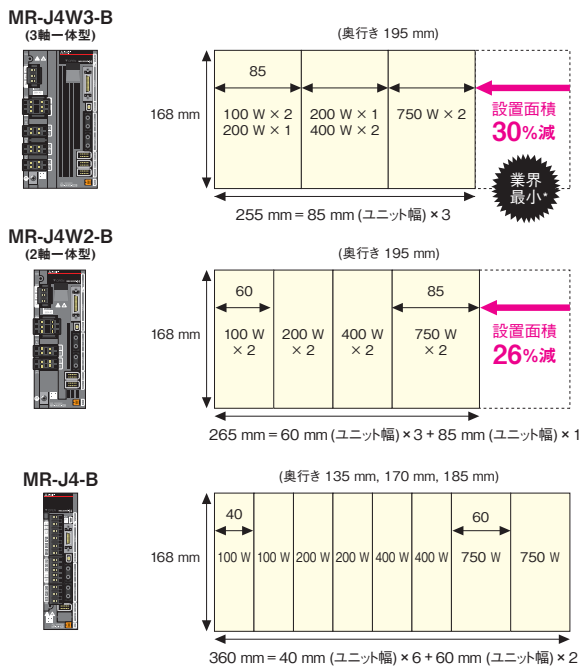 MR-J4W3-B
(3軸一体型)
(奥行き 195 mm)
168 mm
85
100 W × 2
200 W × 1
200 W × 1
400 W × 2
750 W × 2
設置面積
30%減
業界
最小*
255 mm = 85 mm (ユニット幅) × 3
MR-J4W2-B
(2軸一体型)
(奥行き 195 mm)
168 mm
60
85
100 W
× 2
200 W
× 2
400 W
× 2
750 W
× 2
設置面積
26%減
265 mm = 60 mm (ユニット幅) × 3 + 85 mm (ユニット幅) × 1
MR-J4-B
(奥行き 135 mm, 170 mm, 185 mm)
168 mm
40
60
100 W
100 W
200 W
200 W
400 W
400 W
750 W
750 W
360 mm = 40 mm (ユニット幅) × 6 + 60 mm (ユニット幅) × 2